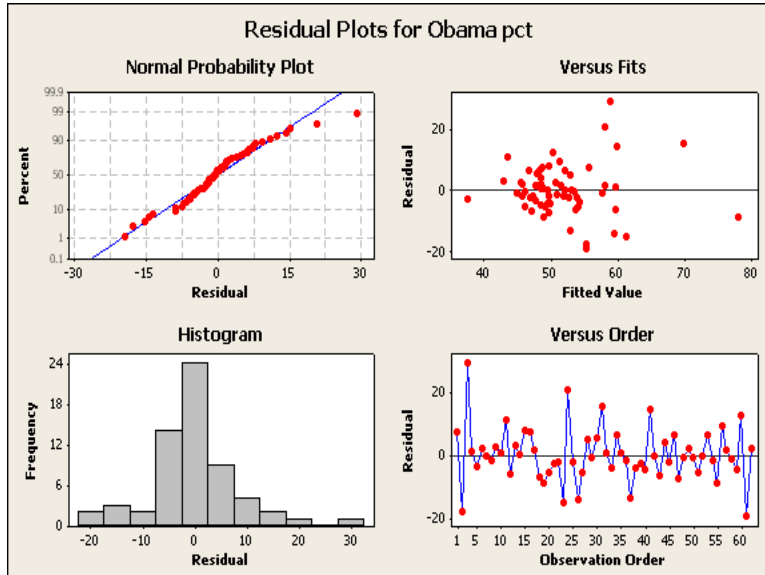 Residual Plots for Obama pct
Normal Probability Plot
99.9
99
90
50
10
1
0.1
Percent
-30 -15 0 15 30
Residual
Versus Fits
20
0
-20
Residual
40 50 60 70 80
Fitted Value
Histogram
24
18
12
6
0
Frequency
-20 -10 0 10 20 30
Residual
Versus Order
20
0
-20
Residual
1 5 10 15 20 25 30 35 40 45 50 55 60
Observation Order